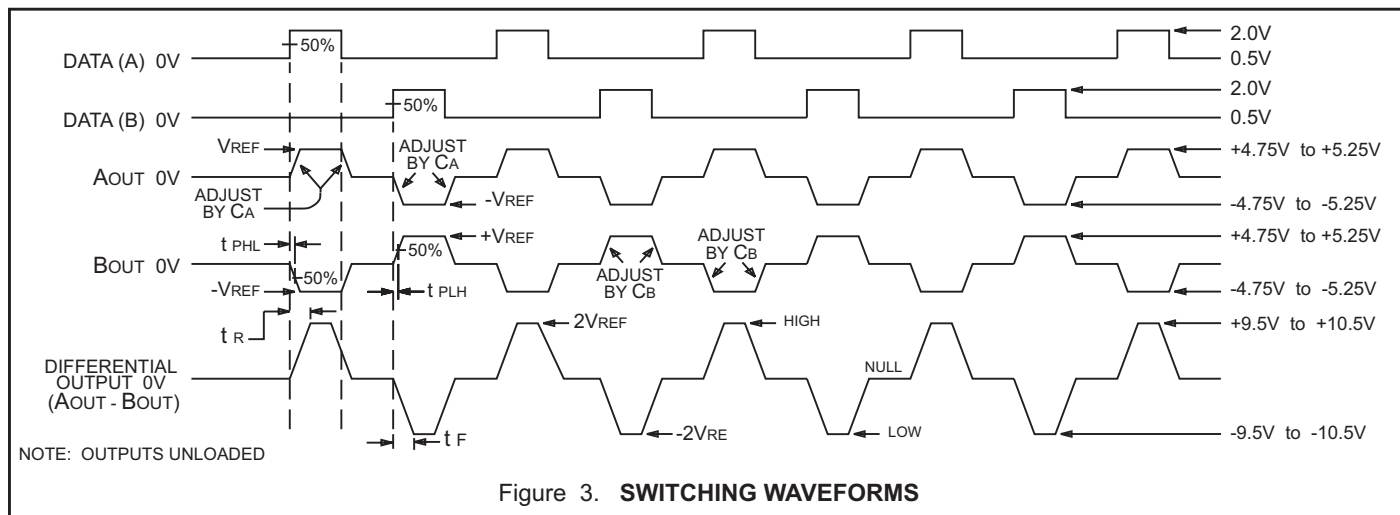 50%
2.0V
DATA (A) 0V
0.5V
50%
2.0V
DATA (B) 0V
0.5V
VREF
ADJUST
BY CA
+4.75V to +5.25V
AOUT 0V
ADJUST
BY CA
-VREF
-4.75V to -5.25V
t PHL
+VREF
50%
ADJUST
BY CB
+4.75V to +5.25V
BOUT 0V
50%
-VREF
t PLH
ADJUST
BY CB
-4.75V to -5.25V
t R
2VREF
HIGH
+9.5V to +10.5V
DIFFERENTIAL
OUTPUT 0V
(AOUT - BOUT)
NULL
t F
-2VRE
LOW
-9.5V to -10.5V
NOTE: OUTPUTS UNLOADED
Figure 3. SWITCHING WAVEFORMS